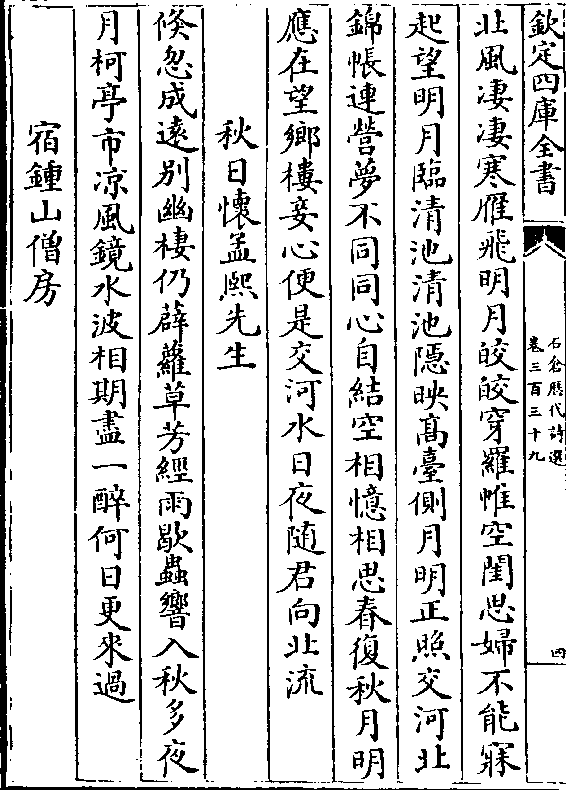 欽定四庫全書
石倉歷代詩選
卷三百三十九
四
北風凄凄寒雁飛明月皎皎穿羅帷空閨思婦不能寐
起望明月臨清池清池隱映髙臺側月明正照交河北
錦帳連營夢不同同心自結空相憶相思春復秋月明
應在望鄉樓妾心便是交河水日夜随君向北流
秋日懷孟熙先生
倐忽成遠别幽棲仍薜蘿草芳經雨歇蟲響入秋多夜
月柯亭市凉風鏡水波相期盡一醉何日更來過
宿鍾山僧房